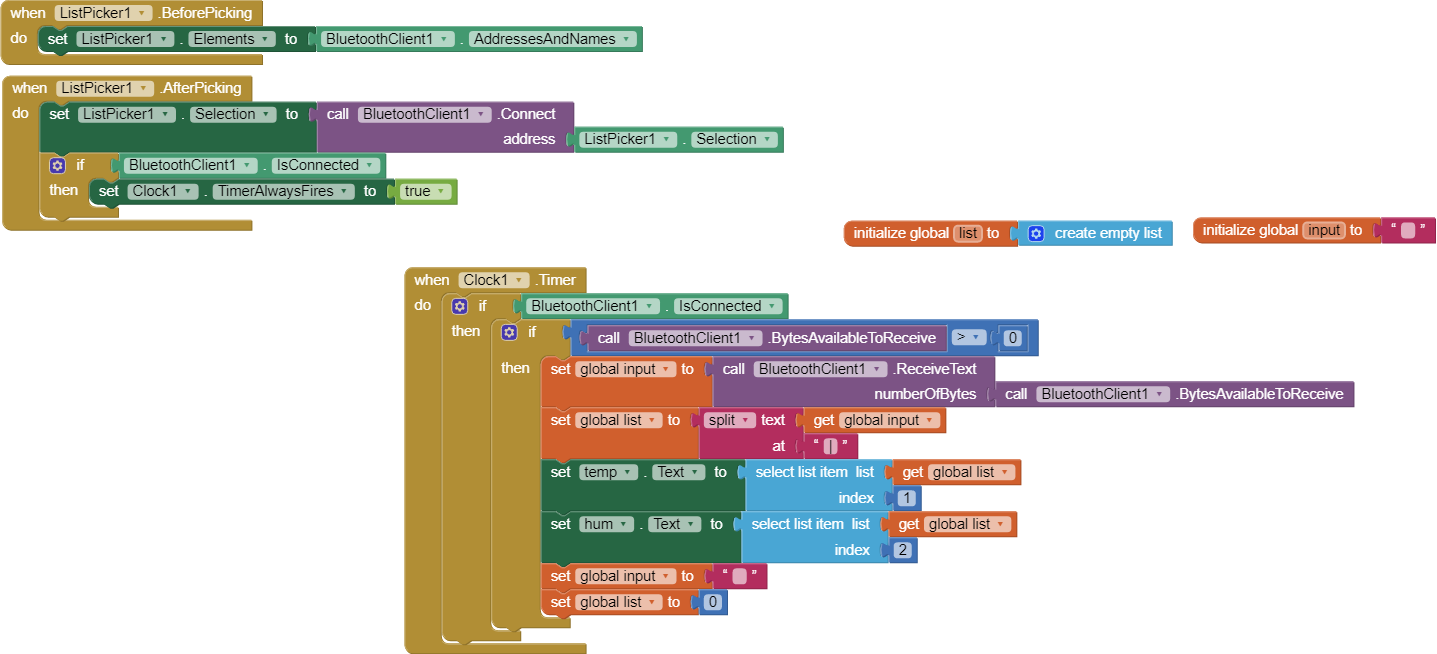 when ListPicker1 .BeforePicking
do set ListPicker1 . Elements to BluetoothClient1 . AddressesAndNames
when ListPicker1 .AfterPicking
do set ListPicker1 . Selection to call BluetoothClient1 .Connect
address ListPicker1 . Selection
if BluetoothClient1 . IsConnected
then set Clock1 . TimerAlwaysFires to true
initialize global list to create empty list
initialize global input to “ ”
when Clock1 .Timer
do if BluetoothClient1 . IsConnected
then if call BluetoothClient1 .BytesAvailableToReceive > 0
then set global input to call BluetoothClient1 .ReceiveText
numberOfBytes call BluetoothClient1 .BytesAvailableToReceive
set global list to split text get global input
at “ | ”
set temp . Text to select list item list get global list
index 1
set hum . Text to select list item list get global list
index 2
set global input to “ ”
set global list to 0